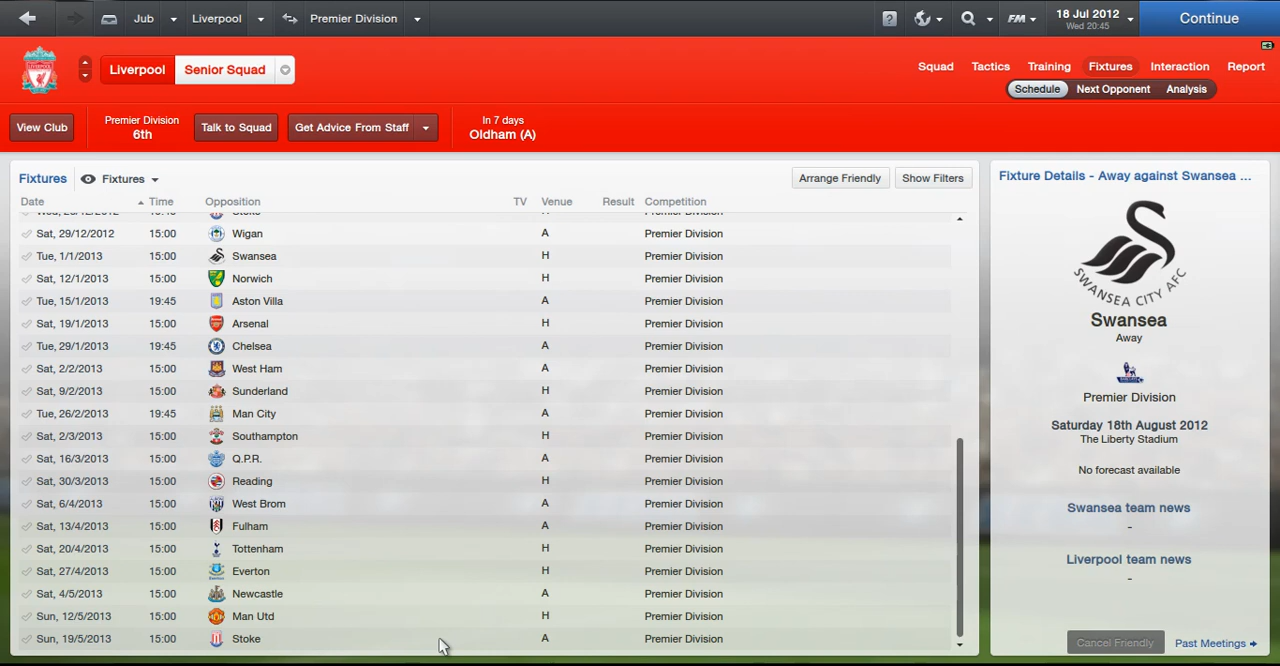 Jub Liverpool Premier Division ? FM 18 Jul 2012 Continue
Wed 20:45
Liverpool Senior Squad Squad Tactics Training Fixtures Interaction Report
Schedule Next Opponent Analysis
View Club Premier Division 6th Talk to Squad Get Advice From Staff In 7 days Oldham (A)
Fixtures Fixtures Arrange Friendly Show Filters
Date Time Opposition TV Venue Result Competition
Sat, 29/12/2012 15:00 Wigan A Premier Division
Tue, 1/1/2013 15:00 Swansea H Premier Division
Sat, 12/1/2013 15:00 Norwich H Premier Division
Tue, 15/1/2013 19:45 Aston Villa A Premier Division
Sat, 19/1/2013 15:00 Arsenal H Premier Division
Tue, 29/1/2013 19:45 Chelsea A Premier Division
Sat, 2/2/2013 15:00 West Ham A Premier Division
Sat, 9/2/2013 15:00 Sunderland H Premier Division
Tue, 26/2/2013 19:45 Man City A Premier Division
Sat, 2/3/2013 15:00 Southampton H Premier Division
Sat, 16/3/2013 15:00 Q.P.R. A Premier Division
Sat, 30/3/2013 15:00 Reading H Premier Division
Sat, 6/4/2013 15:00 West Brom A Premier Division
Sat, 13/4/2013 15:00 Fulham A Premier Division
Sat, 20/4/2013 15:00 Tottenham H Premier Division
Sat, 27/4/2013 15:00 Everton H Premier Division
Sat, 4/5/2013 15:00 Newcastle A Premier Division
Sun, 12/5/2013 15:00 Man Utd H Premier Division
Sun, 19/5/2013 15:00 Stoke A Premier Division
Fixture Details - Away against Swansea ...
SWANSEA CITY AFC
Swansea
Away
Premier Division
Saturday 18th August 2012
The Liberty Stadium
No forecast available
Swansea team news
-
Liverpool team news
-
Cancel Friendly Past Meetings